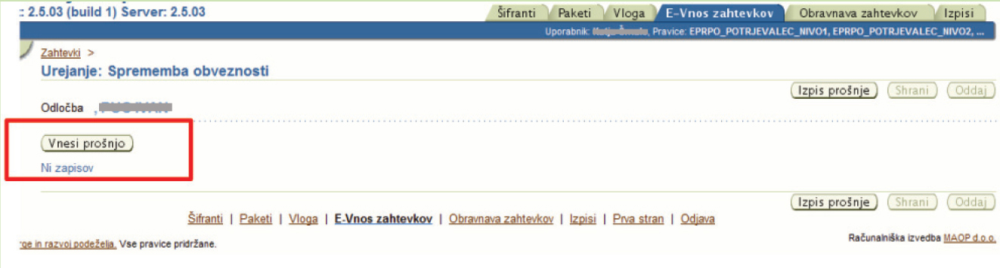 .: 2.5.03 (build 1) Server: 2.5.03
Šifranti Paketi Vloga E-Vnos zahtevkov Obravnava zahtevkov Izpisi
Uporabnik: , Pravice: EPRPO_POTRJEVALEC_NIVO1, EPRPO_POTRJEVALEC_NIVO2, ...
Zahtevki >
Urejanje: Sprememba obveznosti
Izpis prošnje Shrani Oddaj
Odločba ,
Vnesi prošnjo
Ni zapisov
Izpis prošnje Shrani Oddaj
Šifranti | Paketi | Vloga | E-Vnos zahtevkov | Obravnava zahtevkov | Izpisi | Prva stran | Odjava
in razvoj podeželja. Vse pravice pridržane.
Računalniška izvedba MAOP d.o.o.